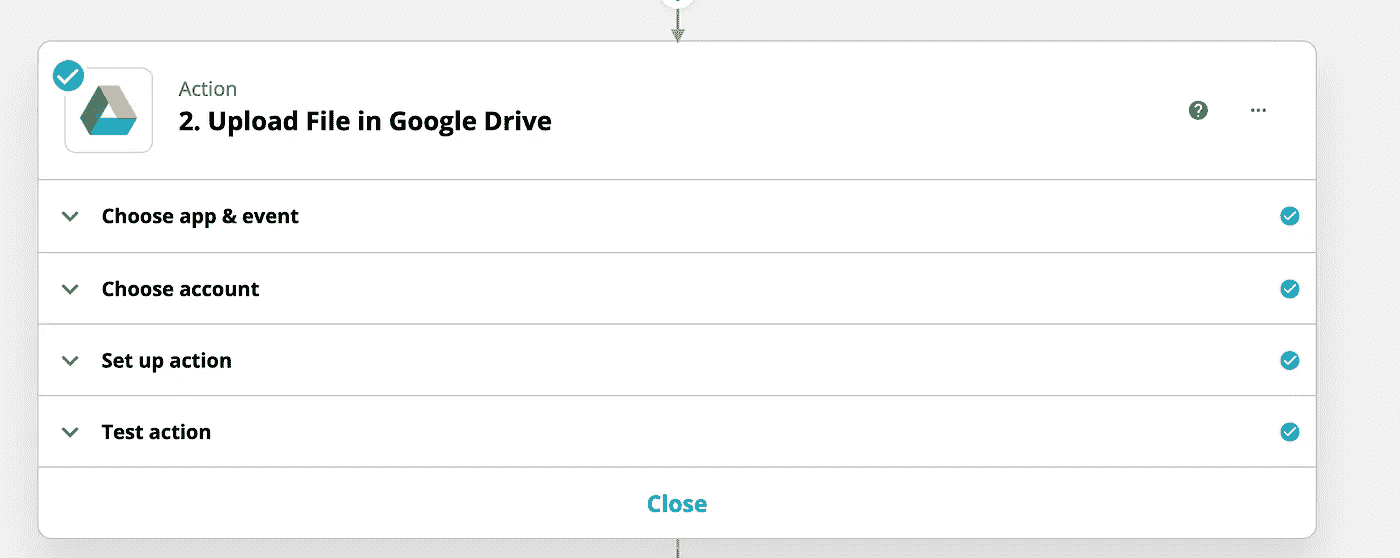 Action
2. Upload File in Google Drive
?
Choose app & event
Choose account
Set up action
Test action
Close